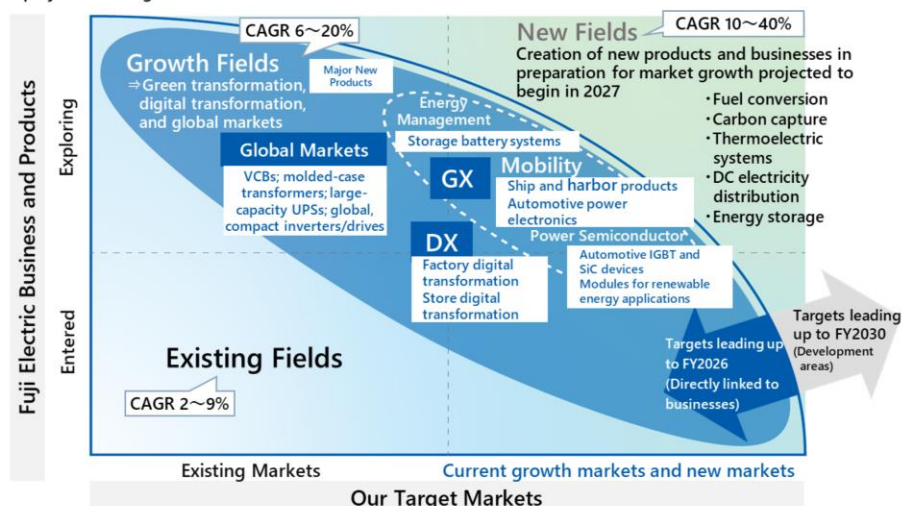 CAGR 6~20%
New Fields
CAGR 10~40%
Creation of new products and businesses in
preparation for market growth projected to
begin in 2027
・Fuel conversion
・Carbon capture
・Thermoelectric
systems
・DC electricity
distribution
・Energy storage
Growth Fields
⇒Green transformation,
digital transformation,
and global markets
Major New
Products
Energy
Management
Storage battery systems
Global Markets
VCBs; molded-case
transformers; large-
capacity UPSs; global,
compact inverters/drives
GX
Mobility
Ship and harbor products
Automotive power
electronics
DX
Factory digital
transformation
Store digital
transformation
Power Semiconductor
Automotive IGBT and
SiC devices
Modules for renewable
energy applications
Existing Fields
CAGR 2~9%
Targets leading up
to FY2026
(Directly linked to
businesses)
Targets leading
up to FY2030
(Development
areas)
Fuji Electric Business and Products
Exploring
Entered
Existing Markets
Current growth markets and new markets
Our Target Markets